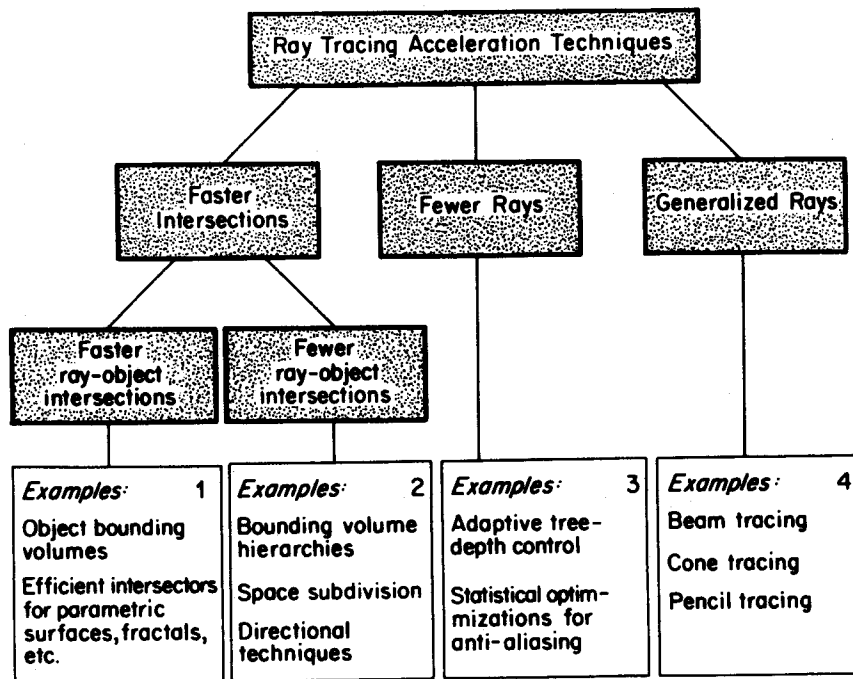 Ray Tracing Acceleration Techniques
Faster
Intersections
Fewer Rays
Generalized Rays
Faster
ray-object
intersections
Fewer
ray-object
intersections
Examples: 1
Object bounding
volumes
Efficient intersectors
for parametric
surfaces, fractals,
etc.
Examples: 2
Bounding volume
hierarchies
Space subdivision
Directional
techniques
Examples: 3
Adaptive tree-
depth control
Statistical optim-
mizations for
anti-aliasing
Examples: 4
Beam tracing
Cone tracing
Pencil tracing